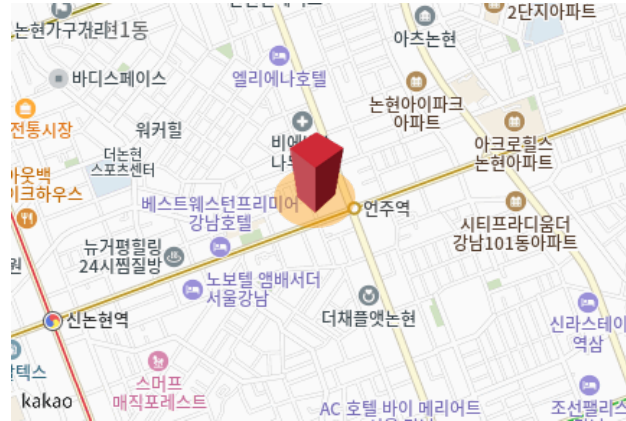 2단지아파트
논현1동
아츠논현
바디스페이스
엘리에나호텔
논현아이파크
아파트
전통시장
워커힐
아크로힐스
논현아파트
더논현
스포츠센터
베스트웨스턴프리미어
강남호텔
언주역
시티프라디움더
강남101동아파트
뉴거평힐링
24시찜질방
노보텔 앰배서더
서울강남
더채플앳논현
신논현역
신라스테이
역삼
스머프
매직포레스트
AC 호텔 바이 메리어트
조선팰리스
kakao